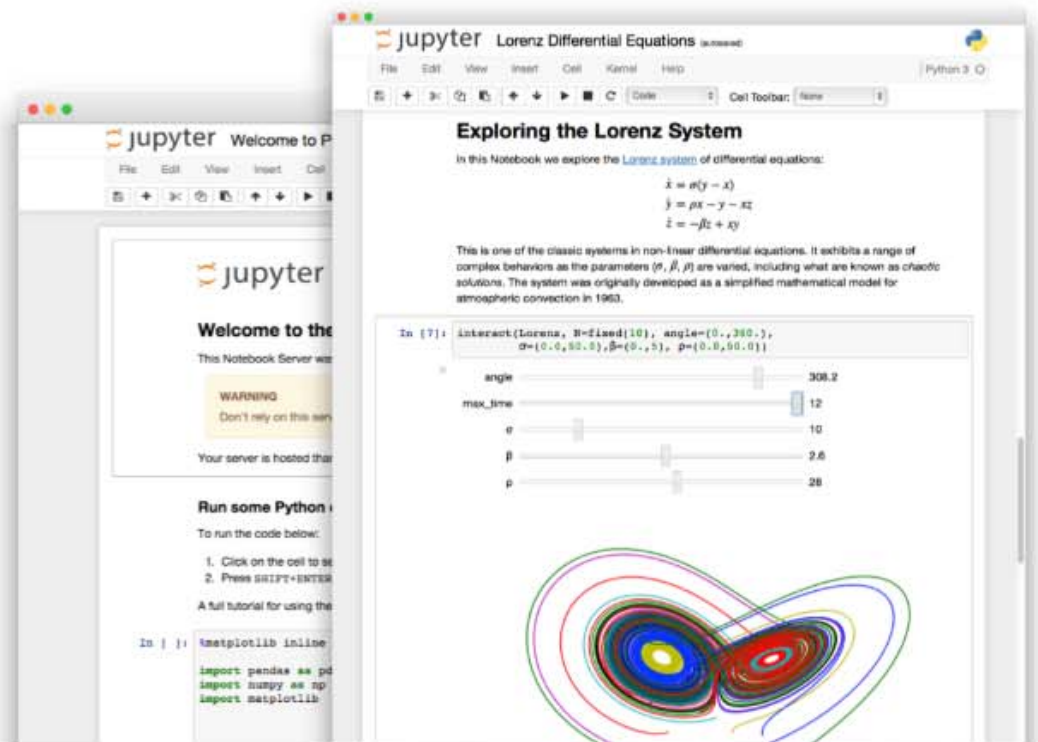 jupyter Lorenz Differential Equations (autosaved)
File Edit View Insert Cell Kernel Help Python 3
Code Cell Toolbar: None
Exploring the Lorenz System
In this Notebook we explore the Lorenz system of differential equations:
ẋ = σ(y − x)
ẏ = ρx − y − xz
ż = −βz + xy
This is one of the classic systems in non-linear differential equations. It exhibits a range of
complex behaviors as the parameters (σ, β, ρ) are varied, including what are known as chaotic
solutions. The system was originally developed as a simplified mathematical model for
atmospheric convection in 1963.
In [7]: interact(Lorenz, N=fixed(10), angle=(0.,360.),
σ=(0.0,50.0),β=(0.,5), ρ=(0.0,50.0))
angle 308.2
max_time 12
σ 10
β 2.6
ρ 28
jupyter Welcome to P
File Edit View Insert Cell
jupyter
Welcome to the
This Notebook Server was
WARNING
Don't rely on this serv
Your server is hosted than
Run some Python
To run the code below:
1. Click on the cell to se
2. Press SHIFT+ENTER
A full tutorial for using the
In [ ]: %matplotlib inline
import pandas as pd
import numpy as np
import matplotlib